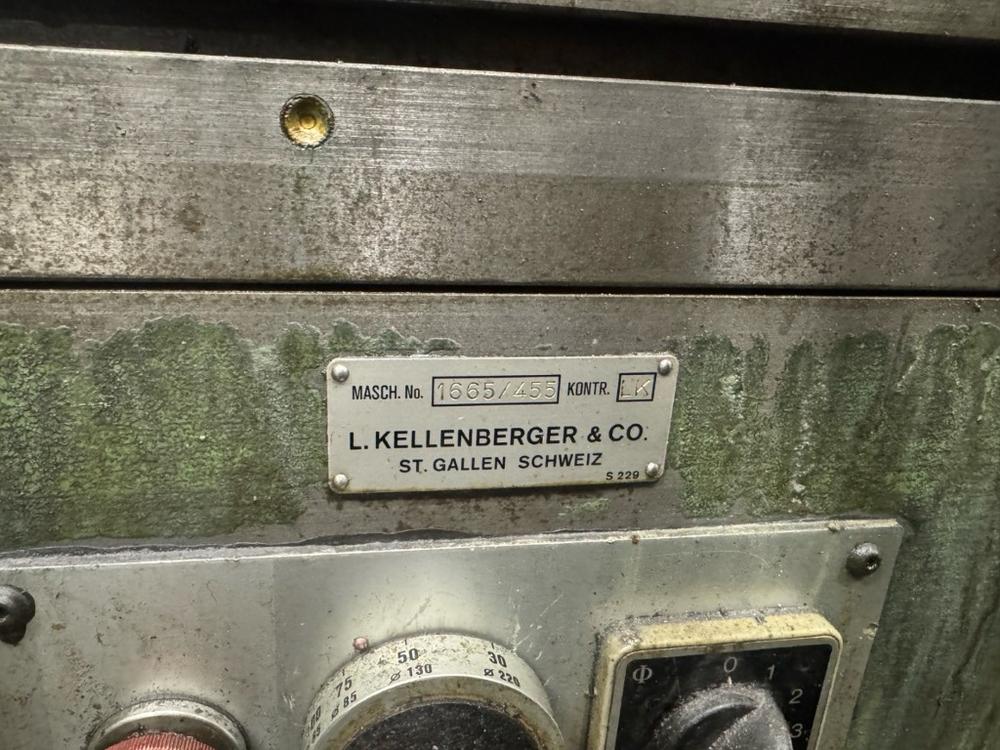 MASCH. No. 1665/455 KONTR. LK
L. KELLENBERGER & CO.
ST. GALLEN SCHWEIZ
S 229
75 50 30
ø 85 ø 130 ø 220
Φ 0 1
2
3